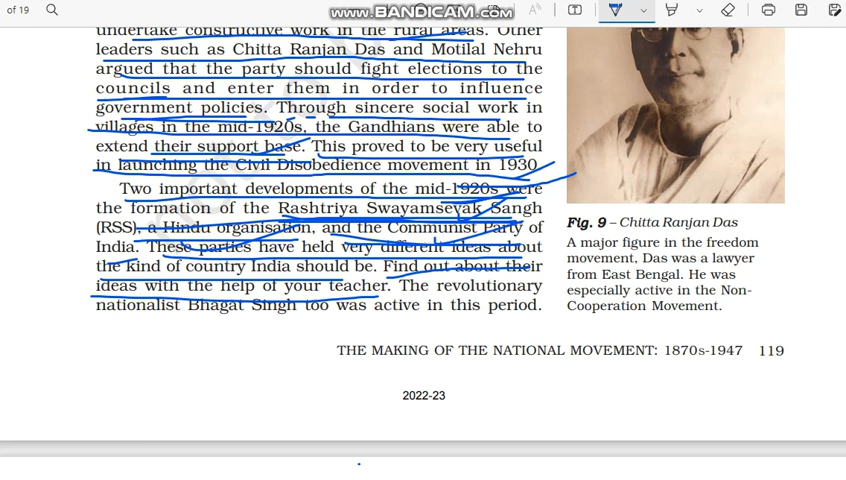 of 19
www.BANDICAM.com
undertake constructive work in the rural areas. Other
leaders such as Chitta Ranjan Das and Motilal Nehru
argued that the party should fight elections to the
councils and enter them in order to influence
government policies. Through sincere social work in
villages in the mid-1920s, the Gandhians were able to
extend their support base. This proved to be very useful
in launching the Civil Disobedience movement in 1930.
Two important developments of the mid-1920s were
the formation of the Rashtriya Swayamsevak Sangh
(RSS), a Hindu organisation, and the Communist Party of
India. These parties have held very different ideas about
the kind of country India should be. Find out about their
ideas with the help of your teacher. The revolutionary
nationalist Bhagat Singh too was active in this period.
Fig. 9 – Chitta Ranjan Das
A major figure in the freedom
movement, Das was a lawyer
from East Bengal. He was
especially active in the Non-
Cooperation Movement.
THE MAKING OF THE NATIONAL MOVEMENT: 1870s-1947 119
2022-23